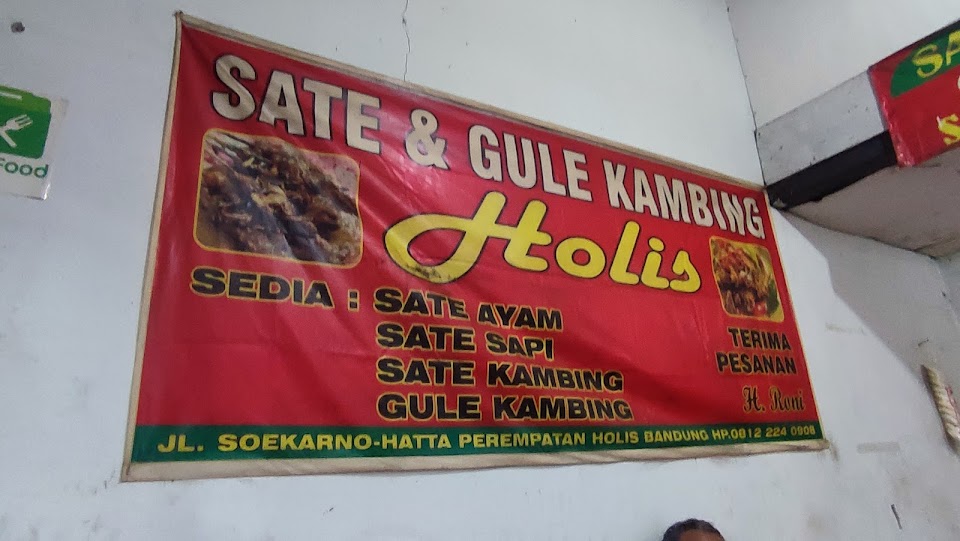 SATE & GULE KAMBING
Holis
SEDIA : SATE AYAM
SATE SAPI
SATE KAMBING
GULE KAMBING
TERIMA
PESANAN
H. Roni
JL. SOEKARNO-HATTA PEREMPATAN HOLIS BANDUNG HP.0812 224 0908
Food
SA
S